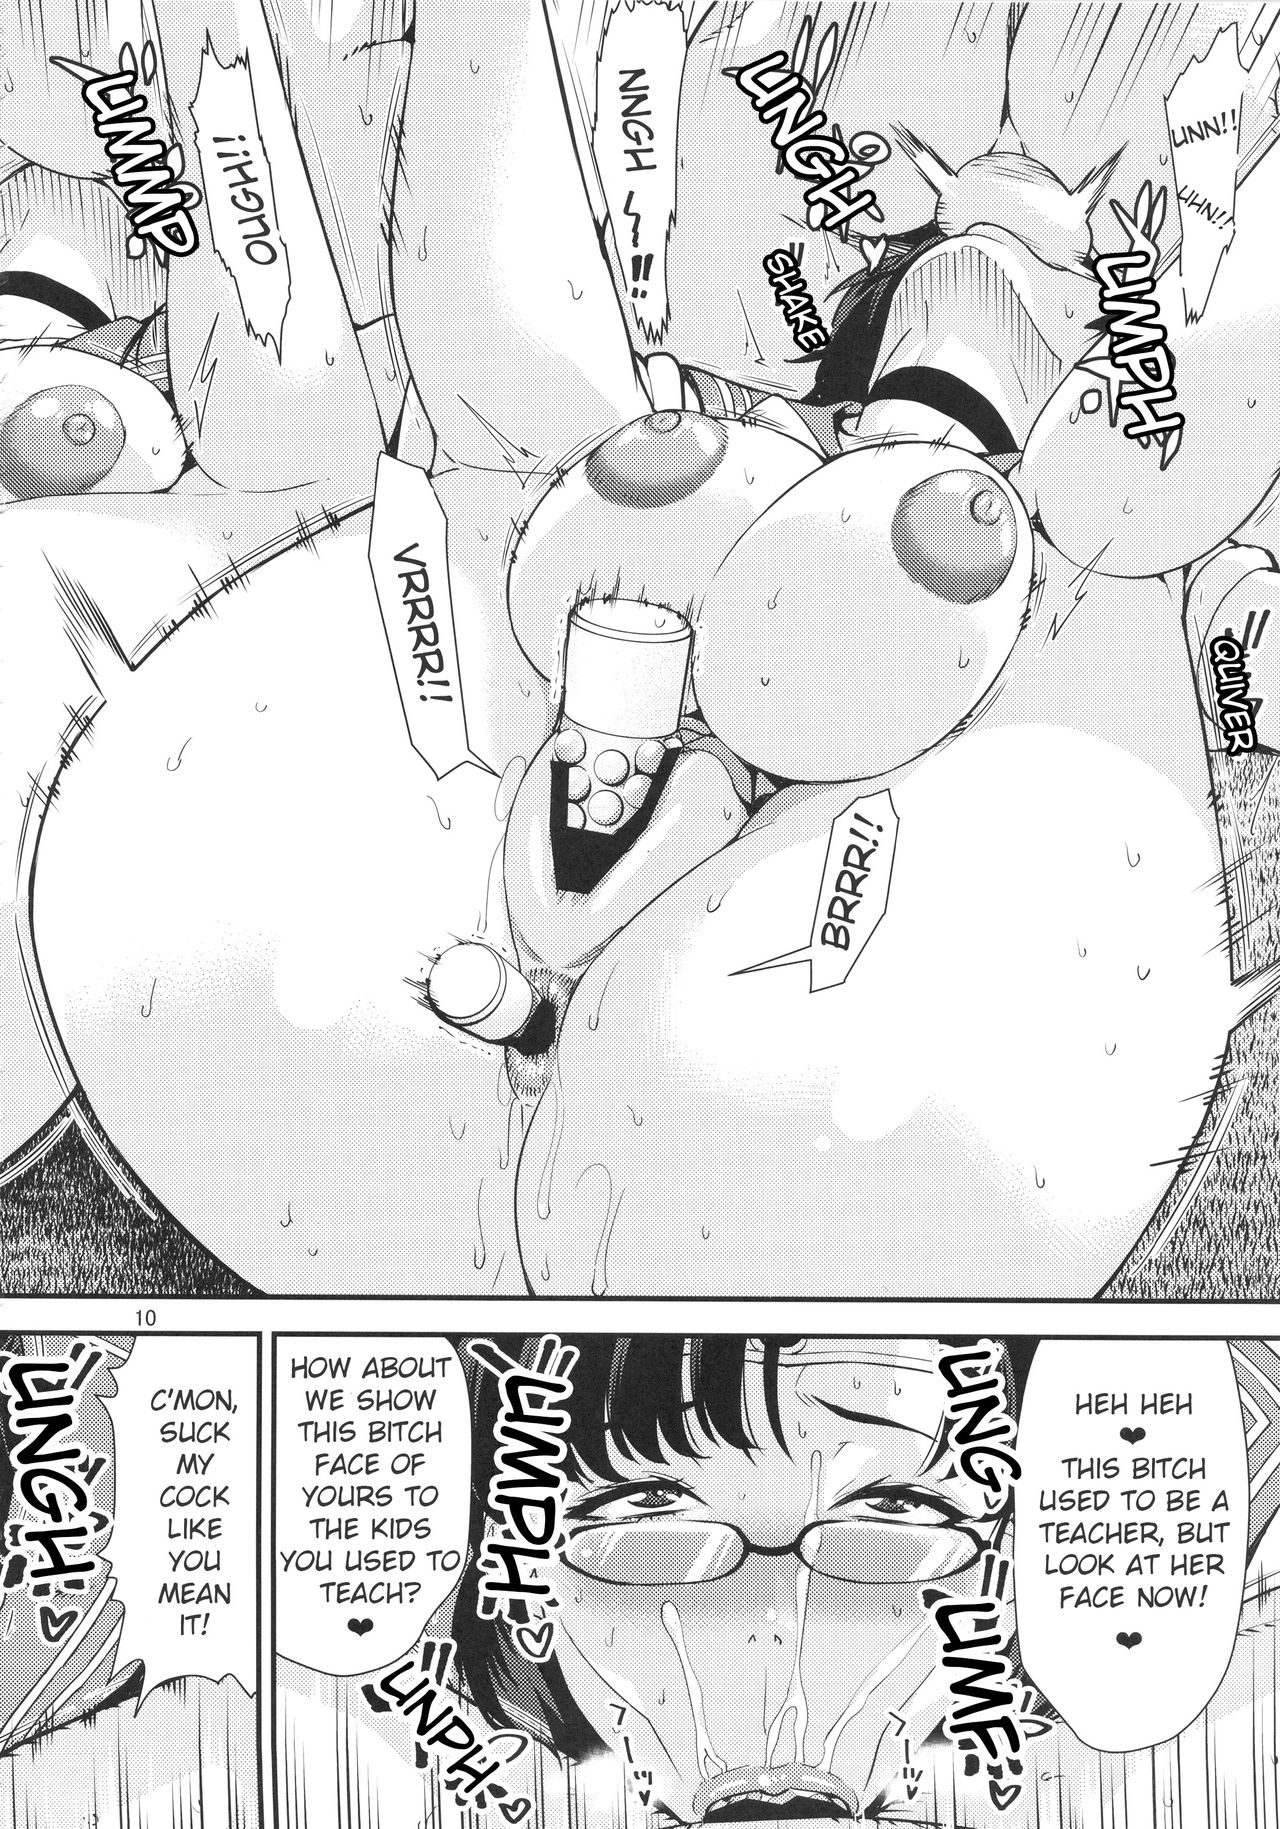 UNN!!
HHN!!
UMPH
UNGH
NNGH~!!
SHAKE
OUGH!!
UMMP
VRRRR!!
QUIVER
BRRR!!
10
HEH HEH
❤
THIS BITCH
USED TO BE A
TEACHER, BUT
LOOK AT HER
FACE NOW!
❤
UNG
UMF
UMPH
HOW ABOUT
WE SHOW
THIS BITCH
FACE OF
YOURS TO
THE KIDS
YOU USED TO
TEACH?
❤
UNPH
C'MON,
SUCK
MY
COCK
LIKE
YOU
MEAN
IT!
UNGH